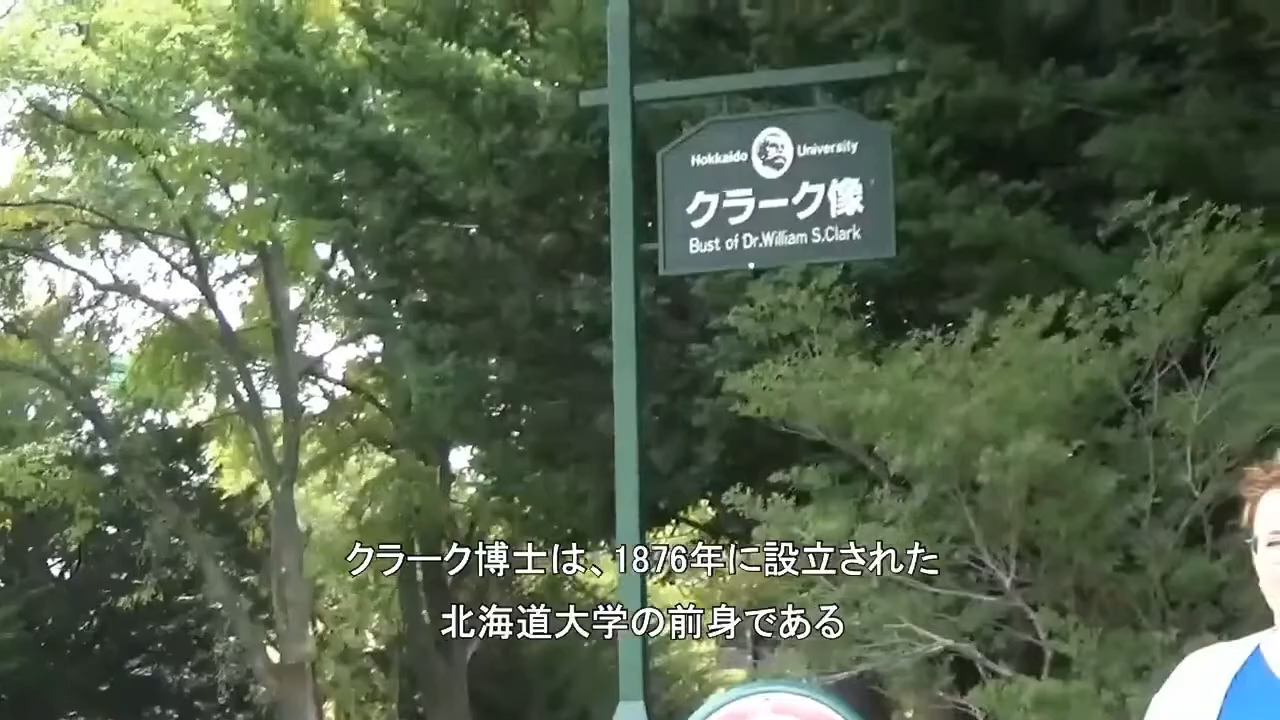 Hokkaido University
クラーク像
Bust of Dr.William S.Clark
クラーク博士は、1876年に設立された
北海道大学の前身である